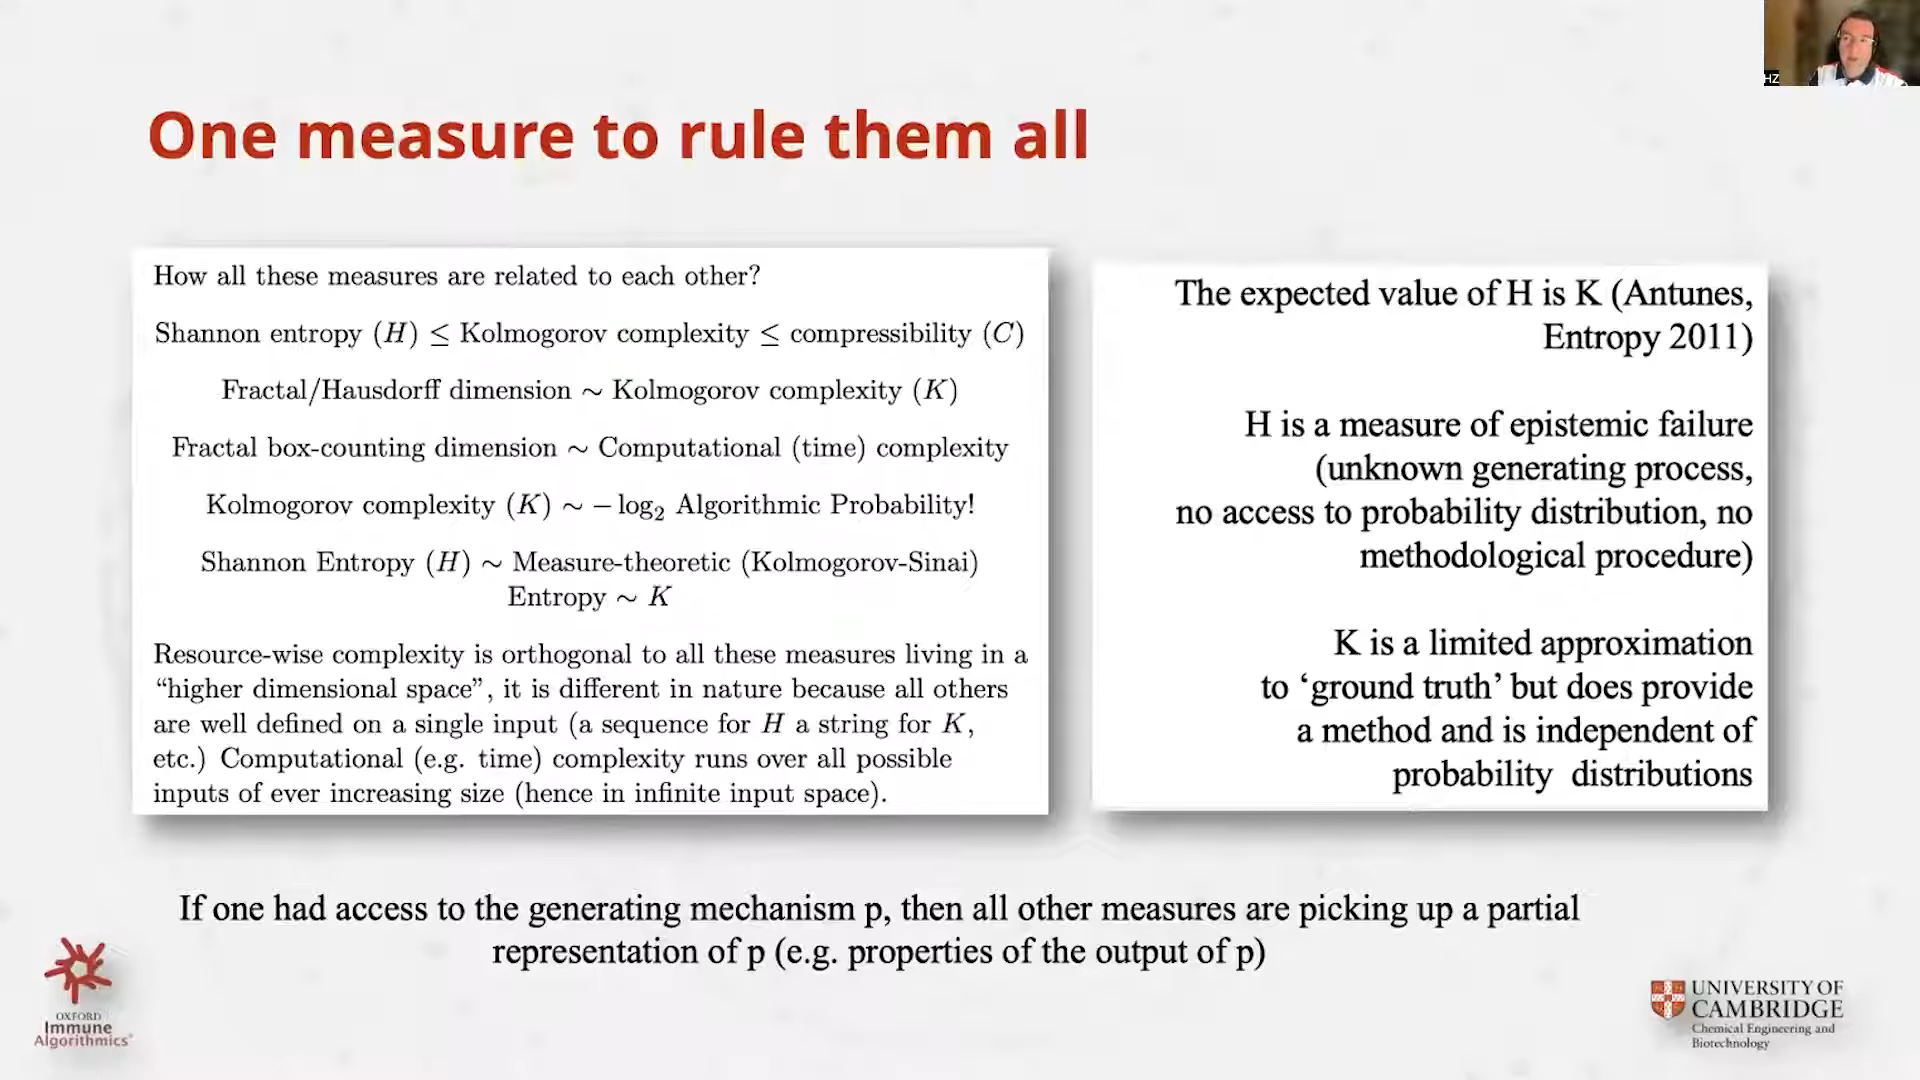 HZ
One measure to rule them all
How all these measures are related to each other?
Shannon entropy (H) ≤ Kolmogorov complexity ≤ compressibility (C)
Fractal/Hausdorff dimension ∼ Kolmogorov complexity (K)
Fractal box-counting dimension ∼ Computational (time) complexity
Kolmogorov complexity (K) ∼ − log₂ Algorithmic Probability!
Shannon Entropy (H) ∼ Measure-theoretic (Kolmogorov-Sinai)
Entropy ∼ K
Resource-wise complexity is orthogonal to all these measures living in a
“higher dimensional space”, it is different in nature because all others
are well defined on a single input (a sequence for H a string for K,
etc.) Computational (e.g. time) complexity runs over all possible
inputs of ever increasing size (hence in infinite input space).
The expected value of H is K (Antunes,
Entropy 2011)
H is a measure of epistemic failure
(unknown generating process,
no access to probability distribution, no
methodological procedure)
K is a limited approximation
to ‘ground truth’ but does provide
a method and is independent of
probability distributions
If one had access to the generating mechanism p, then all other measures are picking up a partial
representation of p (e.g. properties of the output of p)
OXFORD
Immune
Algorithmics
UNIVERSITY OF
CAMBRIDGE
Chemical Engineering and
Biotechnology